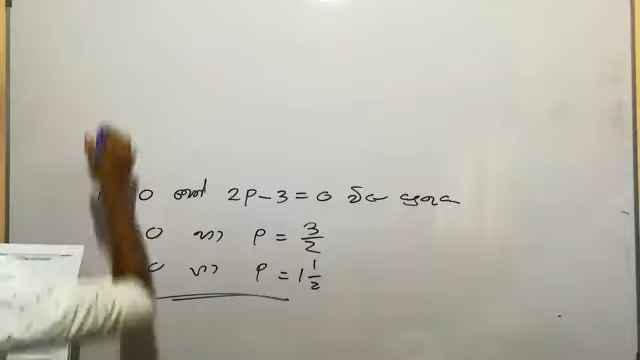 0 හෝ 2p-3=0 විය යුතුය
0 හා p = 3/2
0 හා p = 1 1/2